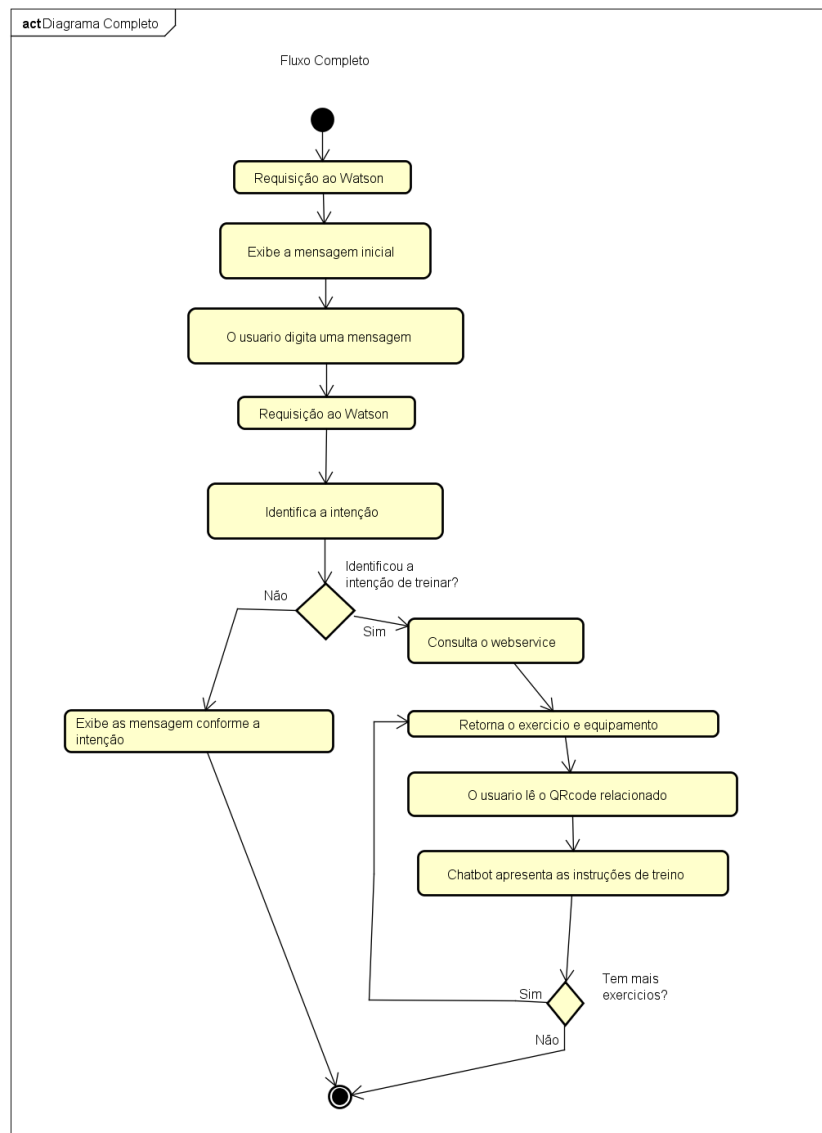 act Diagrama Completo
Fluxo Completo
Requisição ao Watson
Exibe a mensagem inicial
O usuario digita uma mensagem
Requisição ao Watson
Identifica a intenção
Identificou a
intenção de treinar?
Não
Sim
Consulta o webservice
Exibe as mensagem conforme a
intenção
Retorna o exercicio e equipamento
O usuario lê o QRcode relacionado
Chatbot apresenta as instruções de treino
Tem mais
exercicios?
Sim
Não